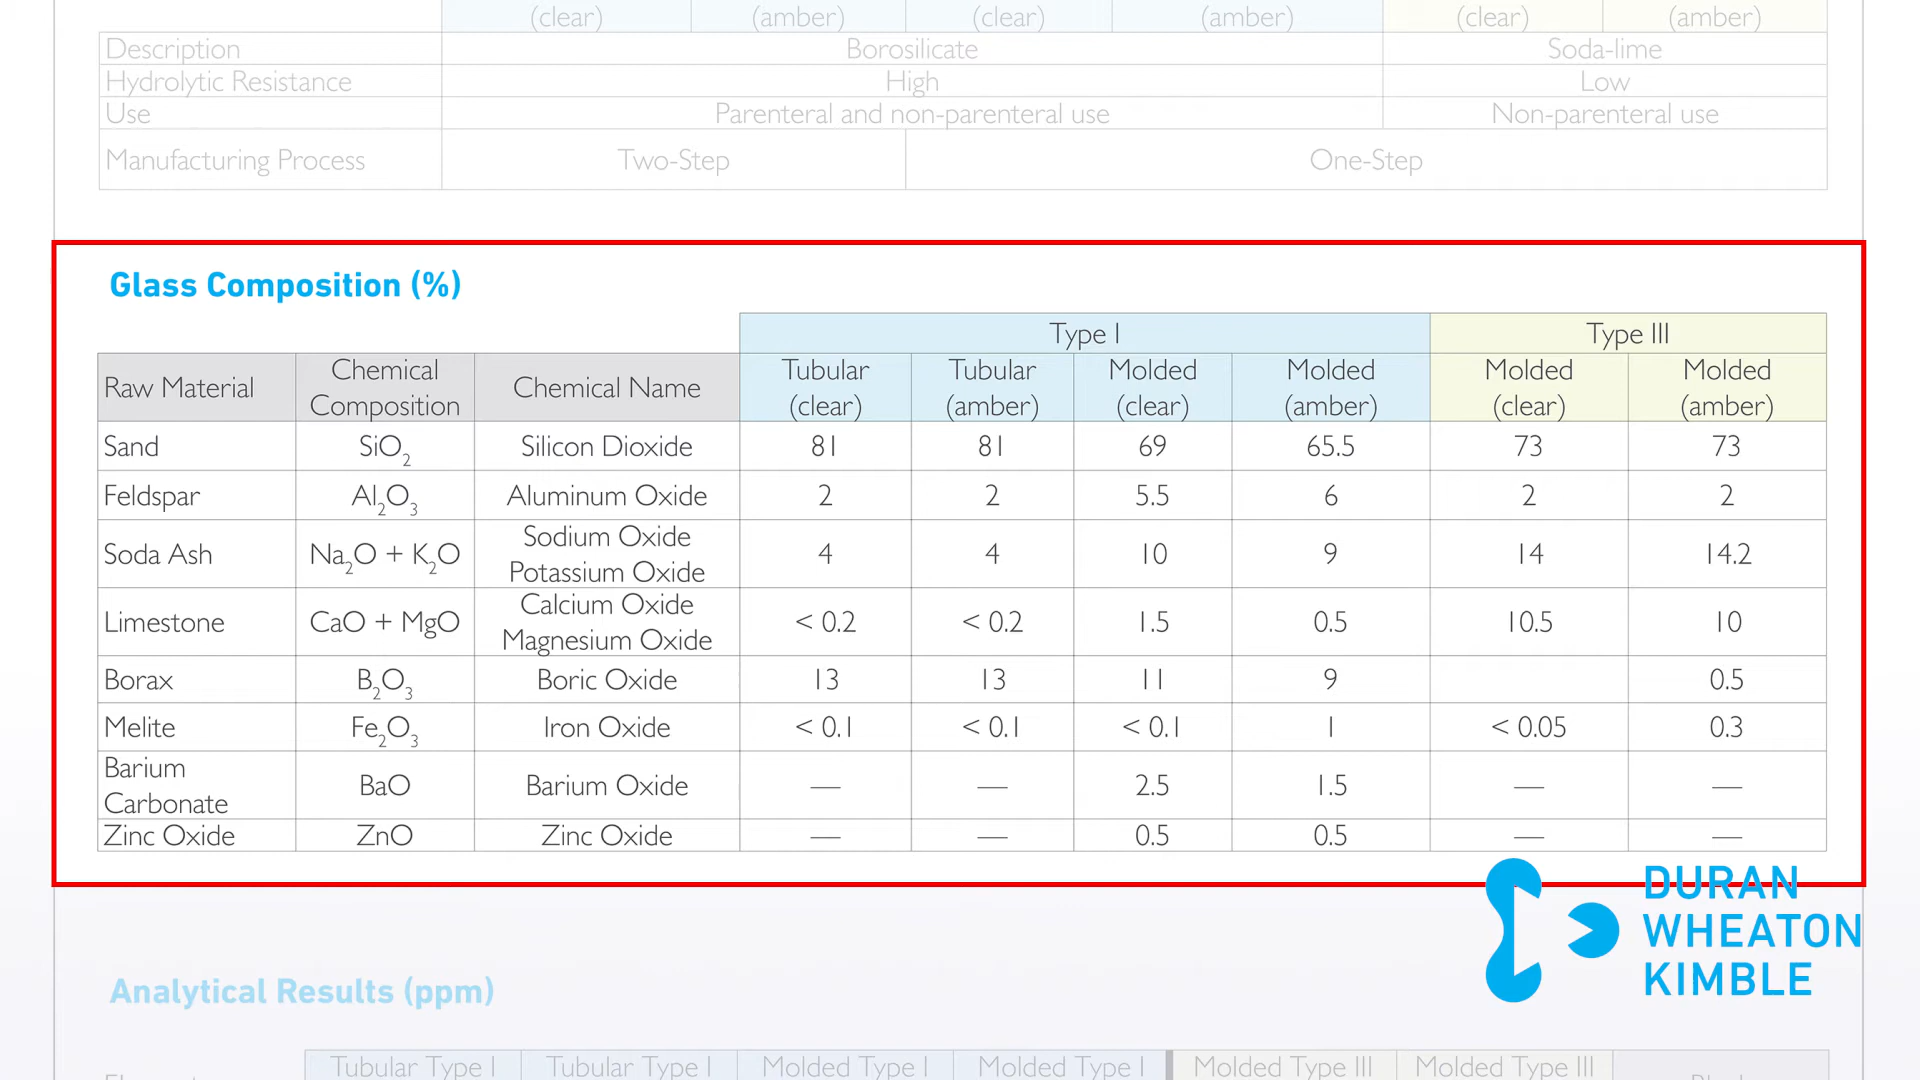 (clear) (amber) (clear) (amber) (clear) (amber)
Description Borosilicate Soda-lime
Hydrolytic Resistance High Low
Use Parenteral and non-parenteral use Non-parenteral use
Manufacturing Process Two-Step One-Step
Glass Composition (%)
Type I Type III
Raw Material Chemical Composition Chemical Name Tubular (clear) Tubular (amber) Molded (clear) Molded (amber) Molded (clear) Molded (amber)
Sand SiO2 Silicon Dioxide 81 81 69 65.5 73 73
Feldspar Al2O3 Aluminum Oxide 2 2 5.5 6 2 2
Soda Ash Na2O + K2O Sodium Oxide Potassium Oxide 4 4 10 9 14 14.2
Limestone CaO + MgO Calcium Oxide Magnesium Oxide < 0.2 < 0.2 1.5 0.5 10.5 10
Borax B2O3 Boric Oxide 13 13 11 9 0.5
Melite Fe2O3 Iron Oxide < 0.1 < 0.1 < 0.1 1 < 0.05 0.3
Barium Carbonate BaO Barium Oxide — — 2.5 1.5 — —
Zinc Oxide ZnO Zinc Oxide — — 0.5 0.5 — —
DURAN
WHEATON
KIMBLE
Analytical Results (ppm)
Tubular Type I Tubular Type I Molded Type I Molded Type I Molded Type III Molded Type III